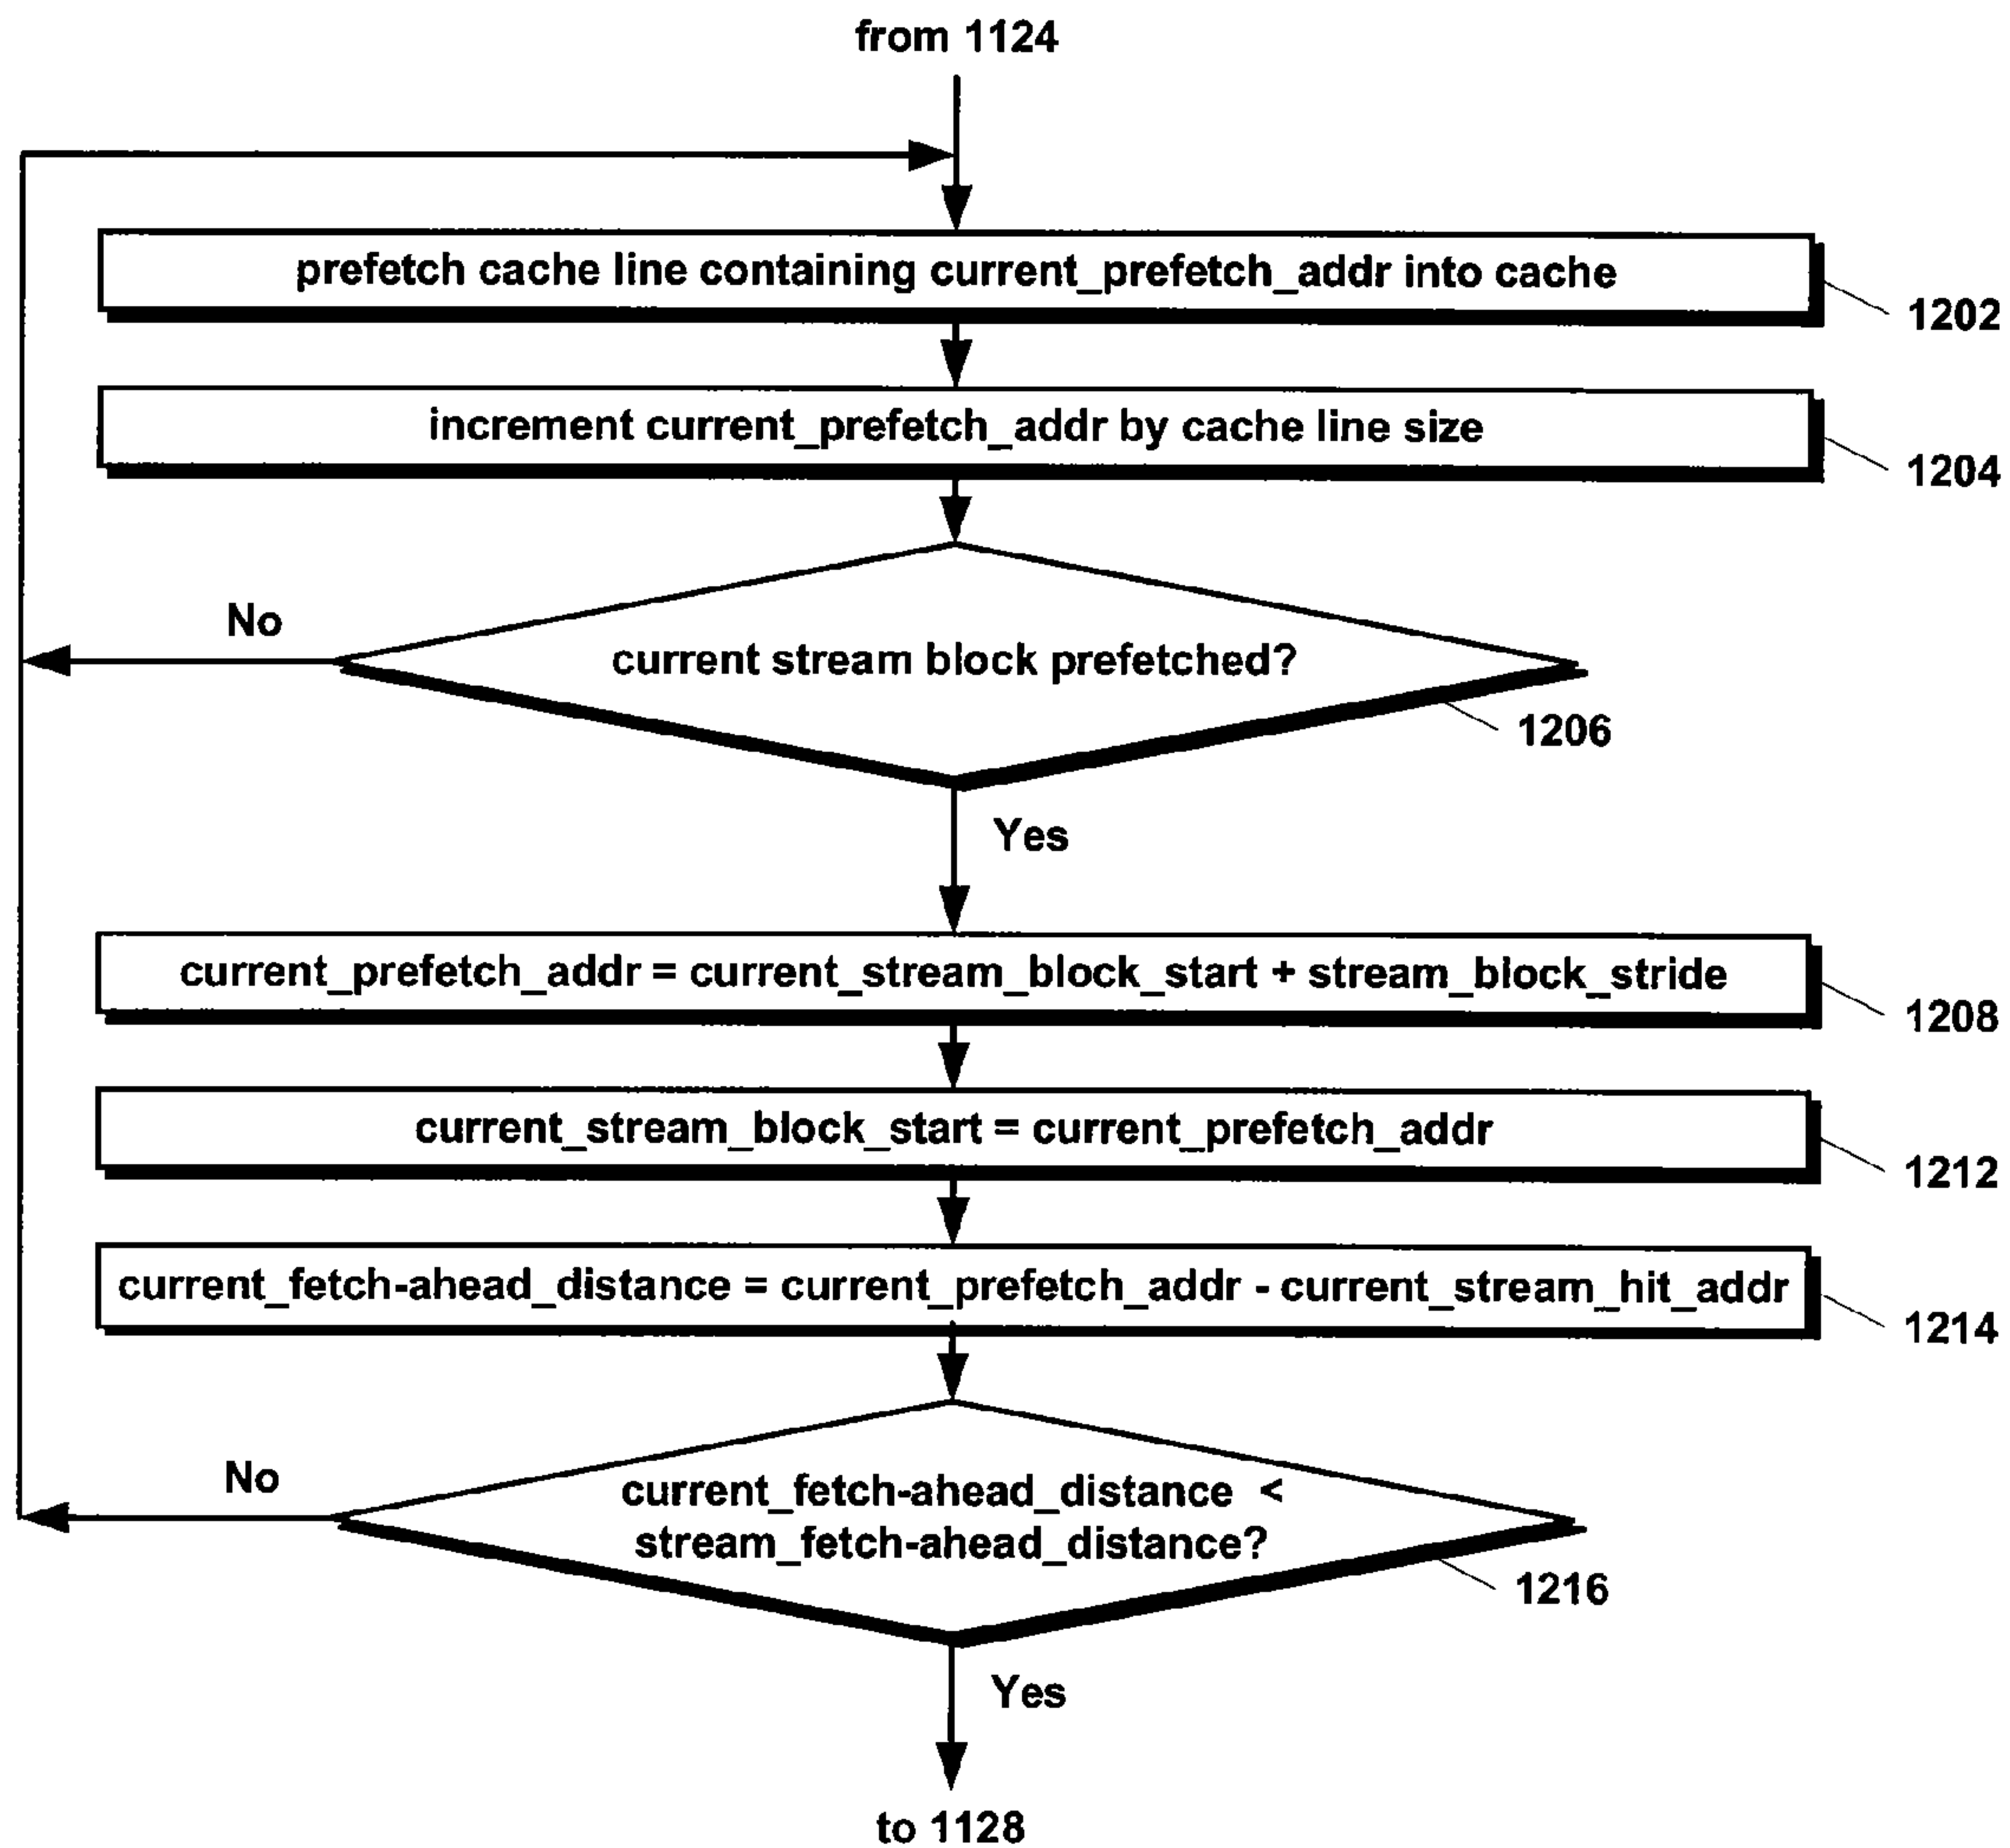 from 1124
prefetch cache line containing current_prefetch_addr into cache
1202
increment current_prefetch_addr by cache line size
1204
No
current stream block prefetched?
1206
Yes
current_prefetch_addr = current_stream_block_start + stream_block_stride
1208
current_stream_block_start = current_prefetch_addr
1212
current_fetch-ahead_distance = current_prefetch_addr - current_stream_hit_addr
1214
No
current_fetch-ahead_distance <
stream_fetch-ahead_distance?
1216
Yes
to 1128